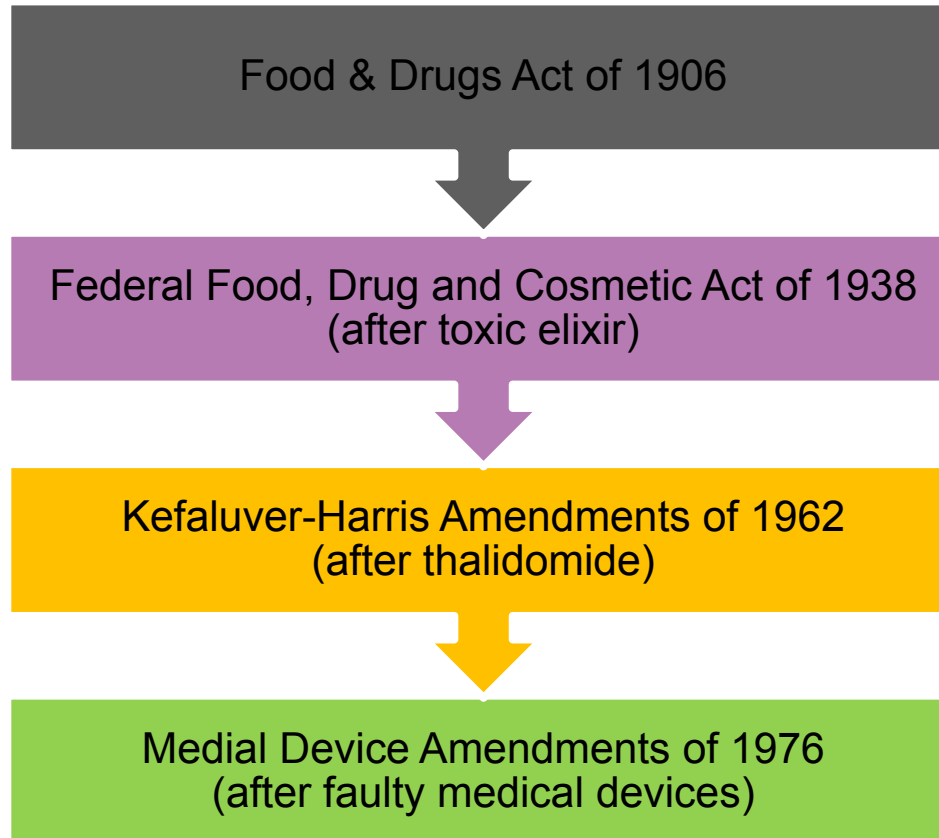 Food & Drugs Act of 1906
Federal Food, Drug and Cosmetic Act of 1938
(after toxic elixir)
Kefaluver-Harris Amendments of 1962
(after thalidomide)
Medial Device Amendments of 1976
(after faulty medical devices)